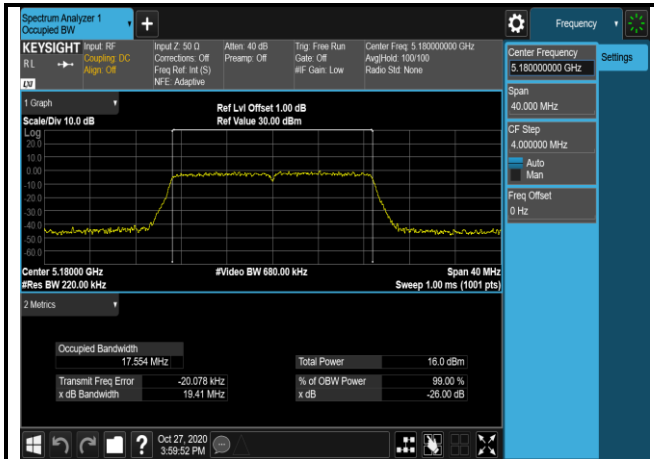 Spectrum Analyzer 1
Occupied BW
+
Frequency
KEYSIGHT
Input: RF
Input Z: 50 Ω
Atten: 40 dB
Trig: Free Run
Center Freq: 5.180000000 GHz
RL
Coupling: DC
Corrections: Off
Preamp: Off
Gate: Off
Avg|Hold: 100/100
Align: Off
Freq Ref: Int (S)
#IF Gain: Low
Radio Std: None
LXI
NFE: Adaptive
Center Frequency
5.180000000 GHz
Settings
Span
40.000 MHz
CF Step
4.000000 MHz
Auto
Man
Freq Offset
0 Hz
1 Graph
Ref Lvl Offset 1.00 dB
Scale/Div 10.0 dB
Ref Value 30.00 dBm
Log
20.0
10.0
0.00
-10.0
-20.0
-30.0
-40.0
-50.0
-60.0
Center 5.18000 GHz
#Video BW 680.00 kHz
Span 40 MHz
#Res BW 220.00 kHz
Sweep 1.00 ms (1001 pts)
2 Metrics
Occupied Bandwidth
17.554 MHz
Total Power
16.0 dBm
Transmit Freq Error
-20.078 kHz
% of OBW Power
99.00 %
x dB Bandwidth
19.41 MHz
x dB
-26.00 dB
?
Oct 27, 2020
3:59:52 PM